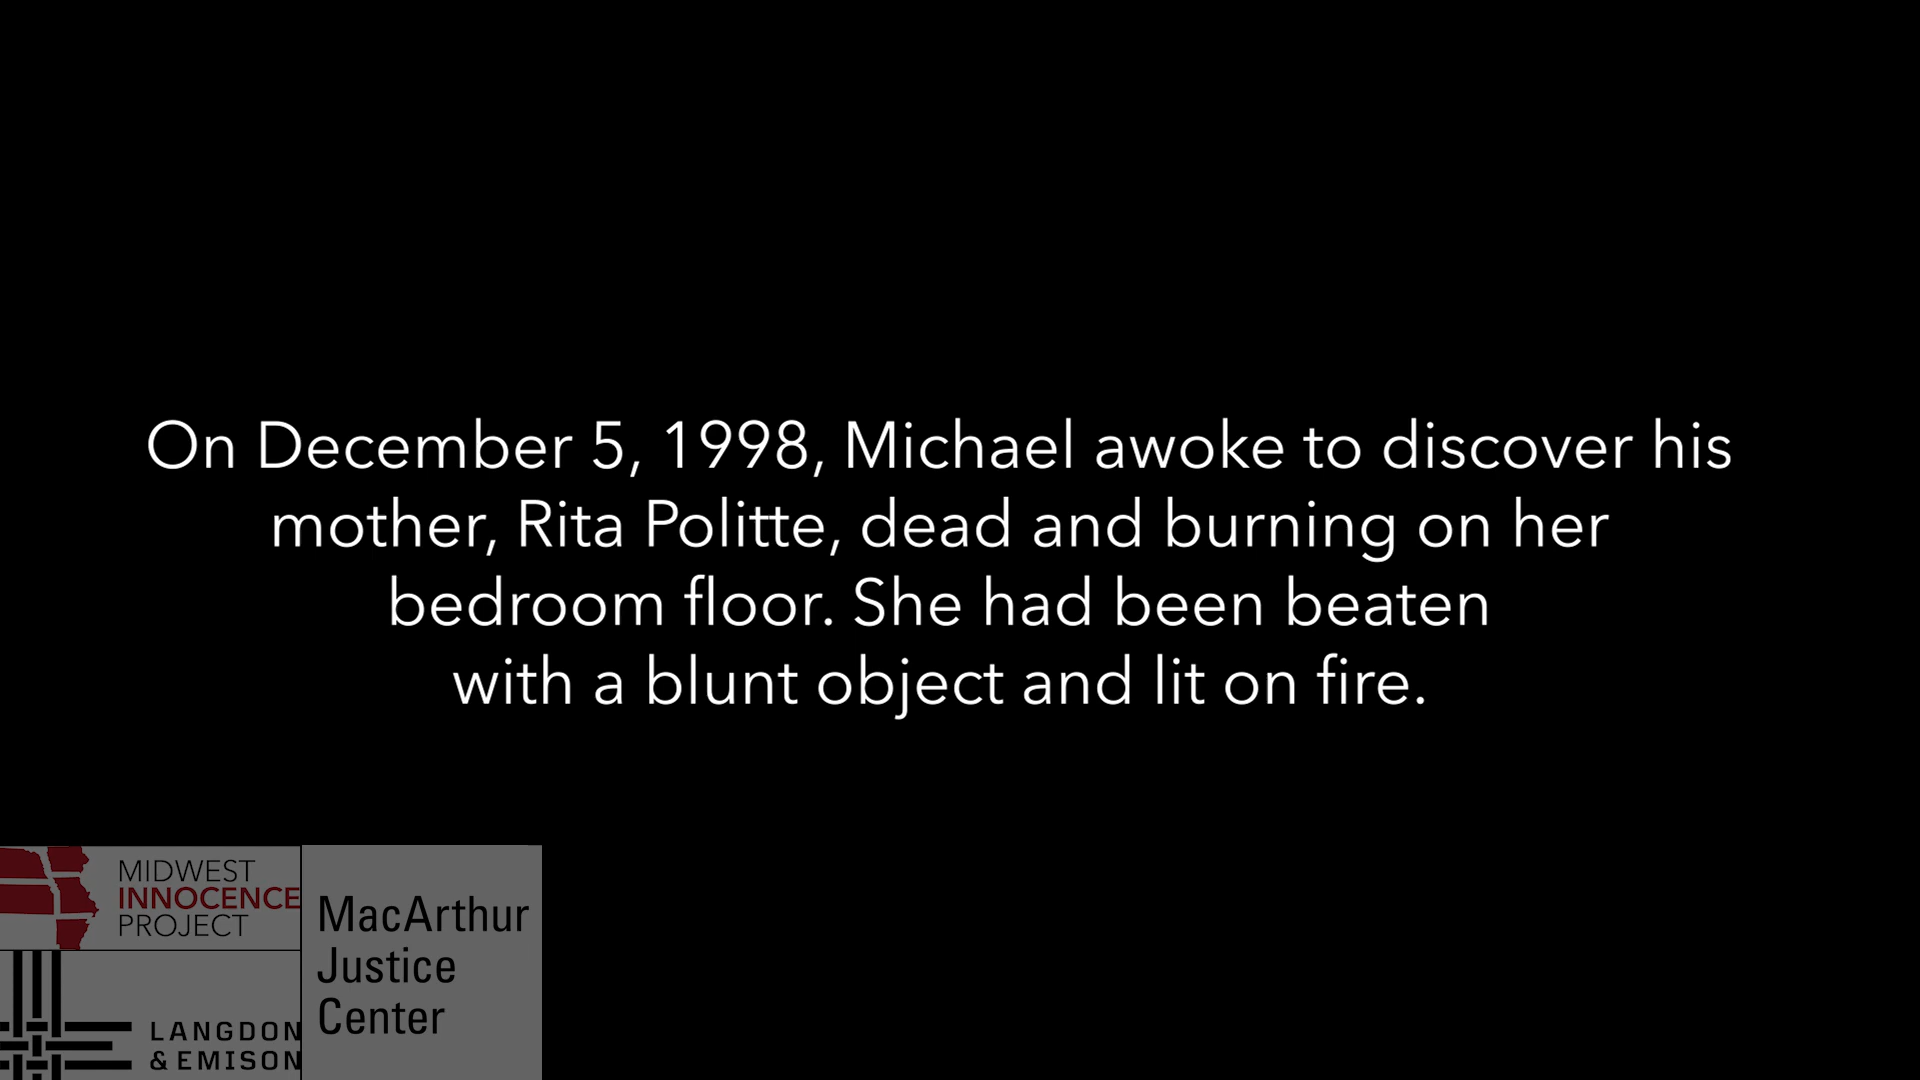 On December 5, 1998, Michael awoke to discover his
mother, Rita Politte, dead and burning on her
bedroom floor. She had been beaten
with a blunt object and lit on fire.
MIDWEST
INNOCENCE
PROJECT
MacArthur
Justice
Center
LANGDON
& EMISON